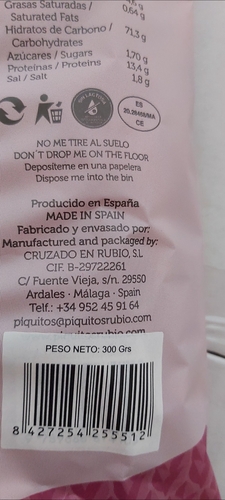 Grasas Saturadas /
Saturated Fats 0,64 g
Hidratos de Carbono / 71,3 g
Carbohydrates
Azúcares / Sugars 1,70 g
Proteínas / Proteins 13,4 g
Sal / Salt 1,8 g
ES
20.26468/MA
CE
NO ME TIRE AL SUELO
DON´T DROP ME ON THE FLOOR
Deposíteme en una papelera
Dispose me into the bin
Producido en España
MADE IN SPAIN
Fabricado y envasado por:
Manufactured and packaged by:
CRUZADO EN RUBIO, S.L
CIF. B-29722261
C/ Fuente Vieja, s/n. 29550
Ardales · Málaga · Spain
Telf.: +34 952 45 91 64
piquitos@piquitosrubio.com
PESO NETO: 300 Grs
8 427254 255512